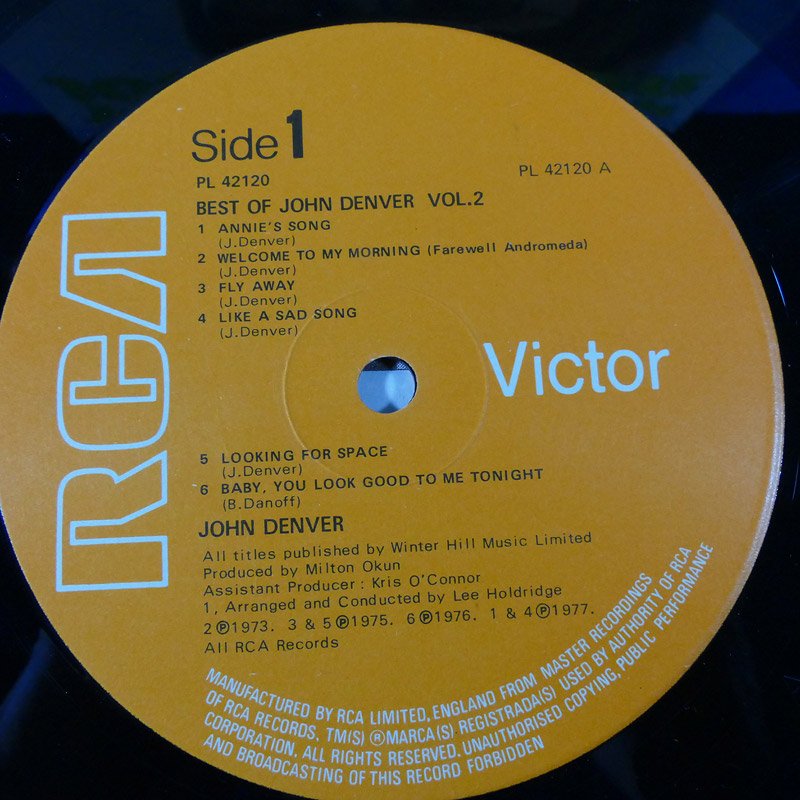 Side 1
PL 42120
PL 42120 A
BEST OF JOHN DENVER VOL.2
1 ANNIE'S SONG
(J.Denver)
2 WELCOME TO MY MORNING (Farewell Andromeda)
(J.Denver)
3 FLY AWAY
(J.Denver)
4 LIKE A SAD SONG
(J.Denver)
RCA
Victor
5 LOOKING FOR SPACE
(J.Denver)
6 BABY, YOU LOOK GOOD TO ME TONIGHT
(B.Danoff)
JOHN DENVER
All titles published by Winter Hill Music Limited
Produced by Milton Okun
Assistant Producer: Kris O'Connor
1, Arranged and Conducted by Lee Holdridge
2 ℗1973. 3 & 5 ℗1975. 6 ℗1976. 1 & 4 ℗1977.
All RCA Records
MANUFACTURED BY RCA LIMITED, ENGLAND FROM MASTER RECORDINGS
OF RCA RECORDS. TM(S) ® MARCA(S) REGISTRADA(S) USED BY AUTHORITY OF RCA
CORPORATION. ALL RIGHTS RESERVED. UNAUTHORISED COPYING, PUBLIC PERFORMANCE
AND BROADCASTING OF THIS RECORD FORBIDDEN